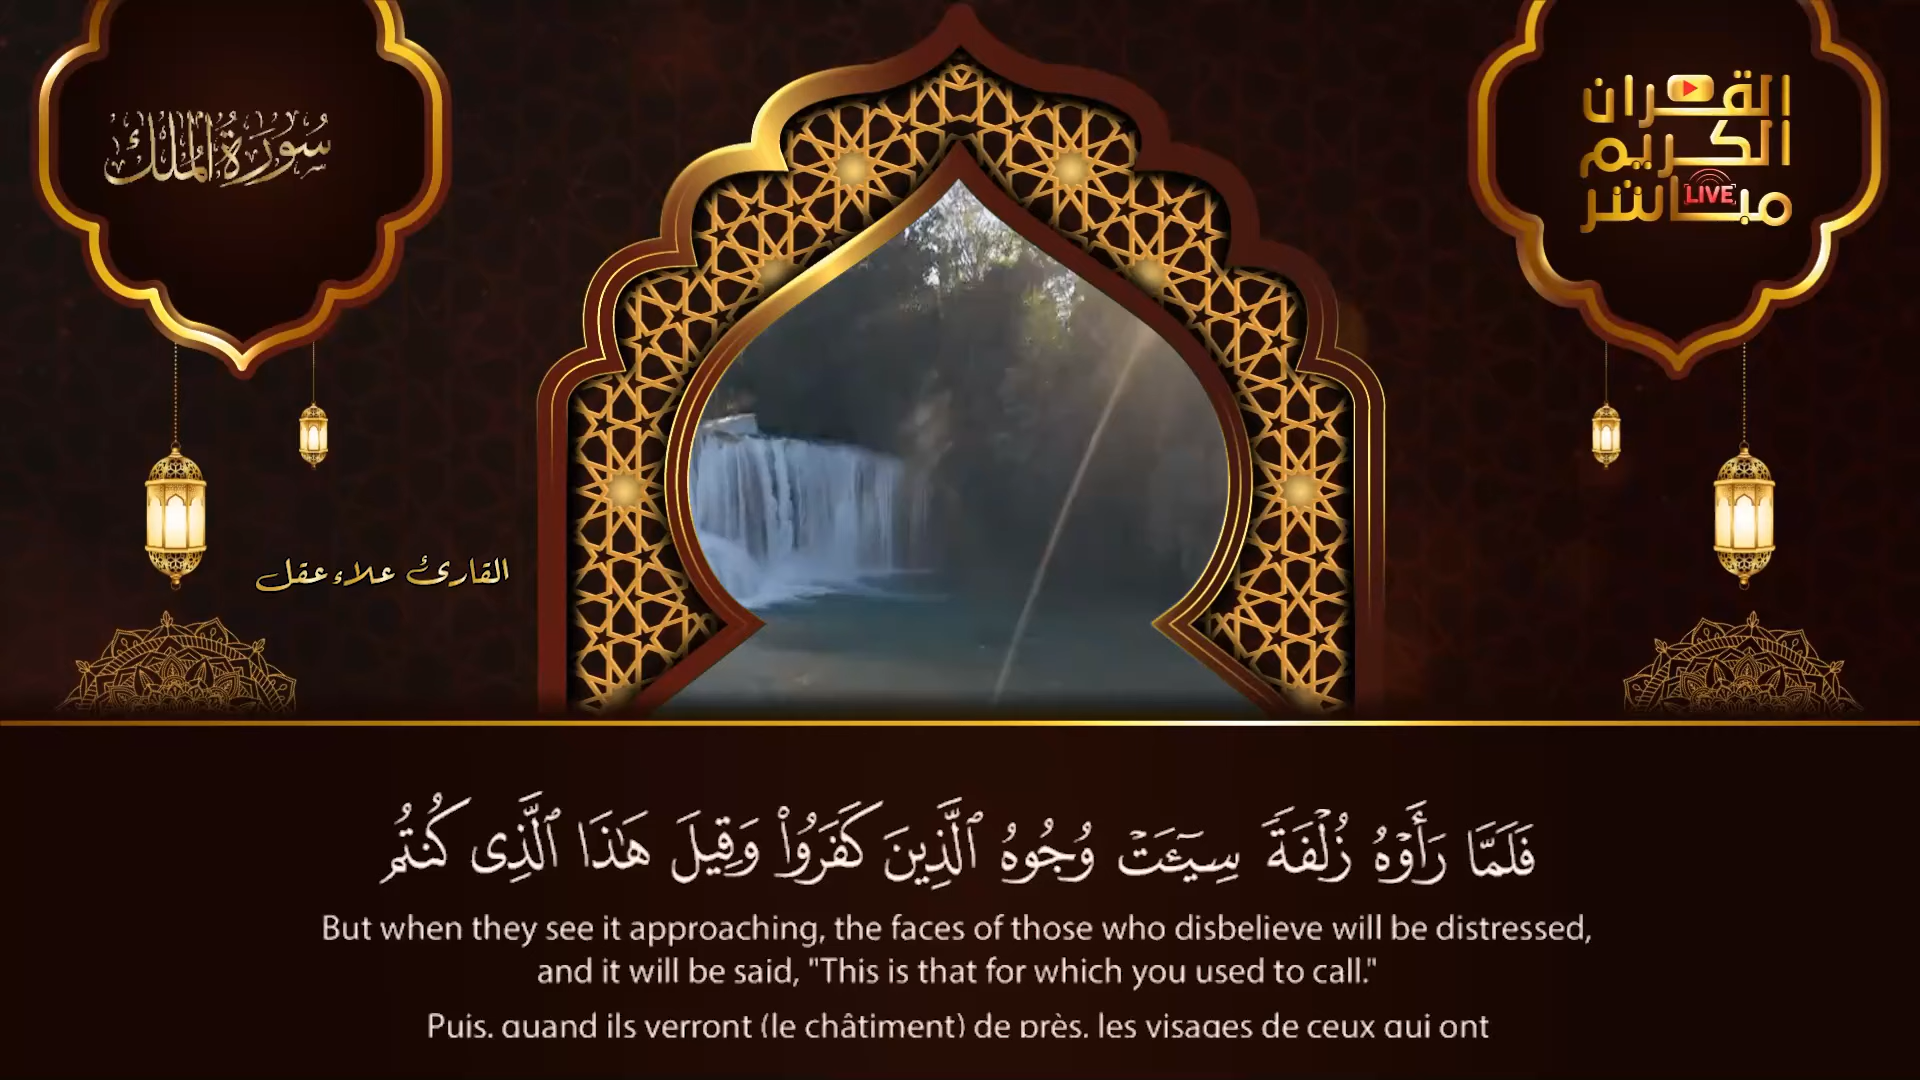 سُورَةُ المُلك
القرآن
الكريم
مباشر
LIVE
القارئ علاء عقل
فَلَمَّا رَأَوْهُ زُلْفَةً سِيٓـَٔتْ وُجُوهُ ٱلَّذِينَ كَفَرُوا۟ وَقِيلَ هَٰذَا ٱلَّذِى كُنتُم
But when they see it approaching, the faces of those who disbelieve will be distressed,
and it will be said, "This is that for which you used to call."
Puis, quand ils verront (le châtiment) de près, les visages de ceux qui ont